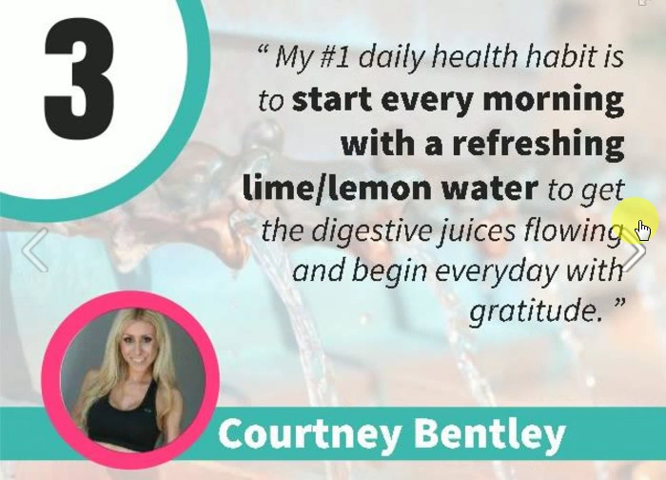 3
“ My #1 daily health habit is
to start every morning
with a refreshing
lime/lemon water to get
the digestive juices flowing
and begin everyday with
gratitude. ”
Courtney Bentley